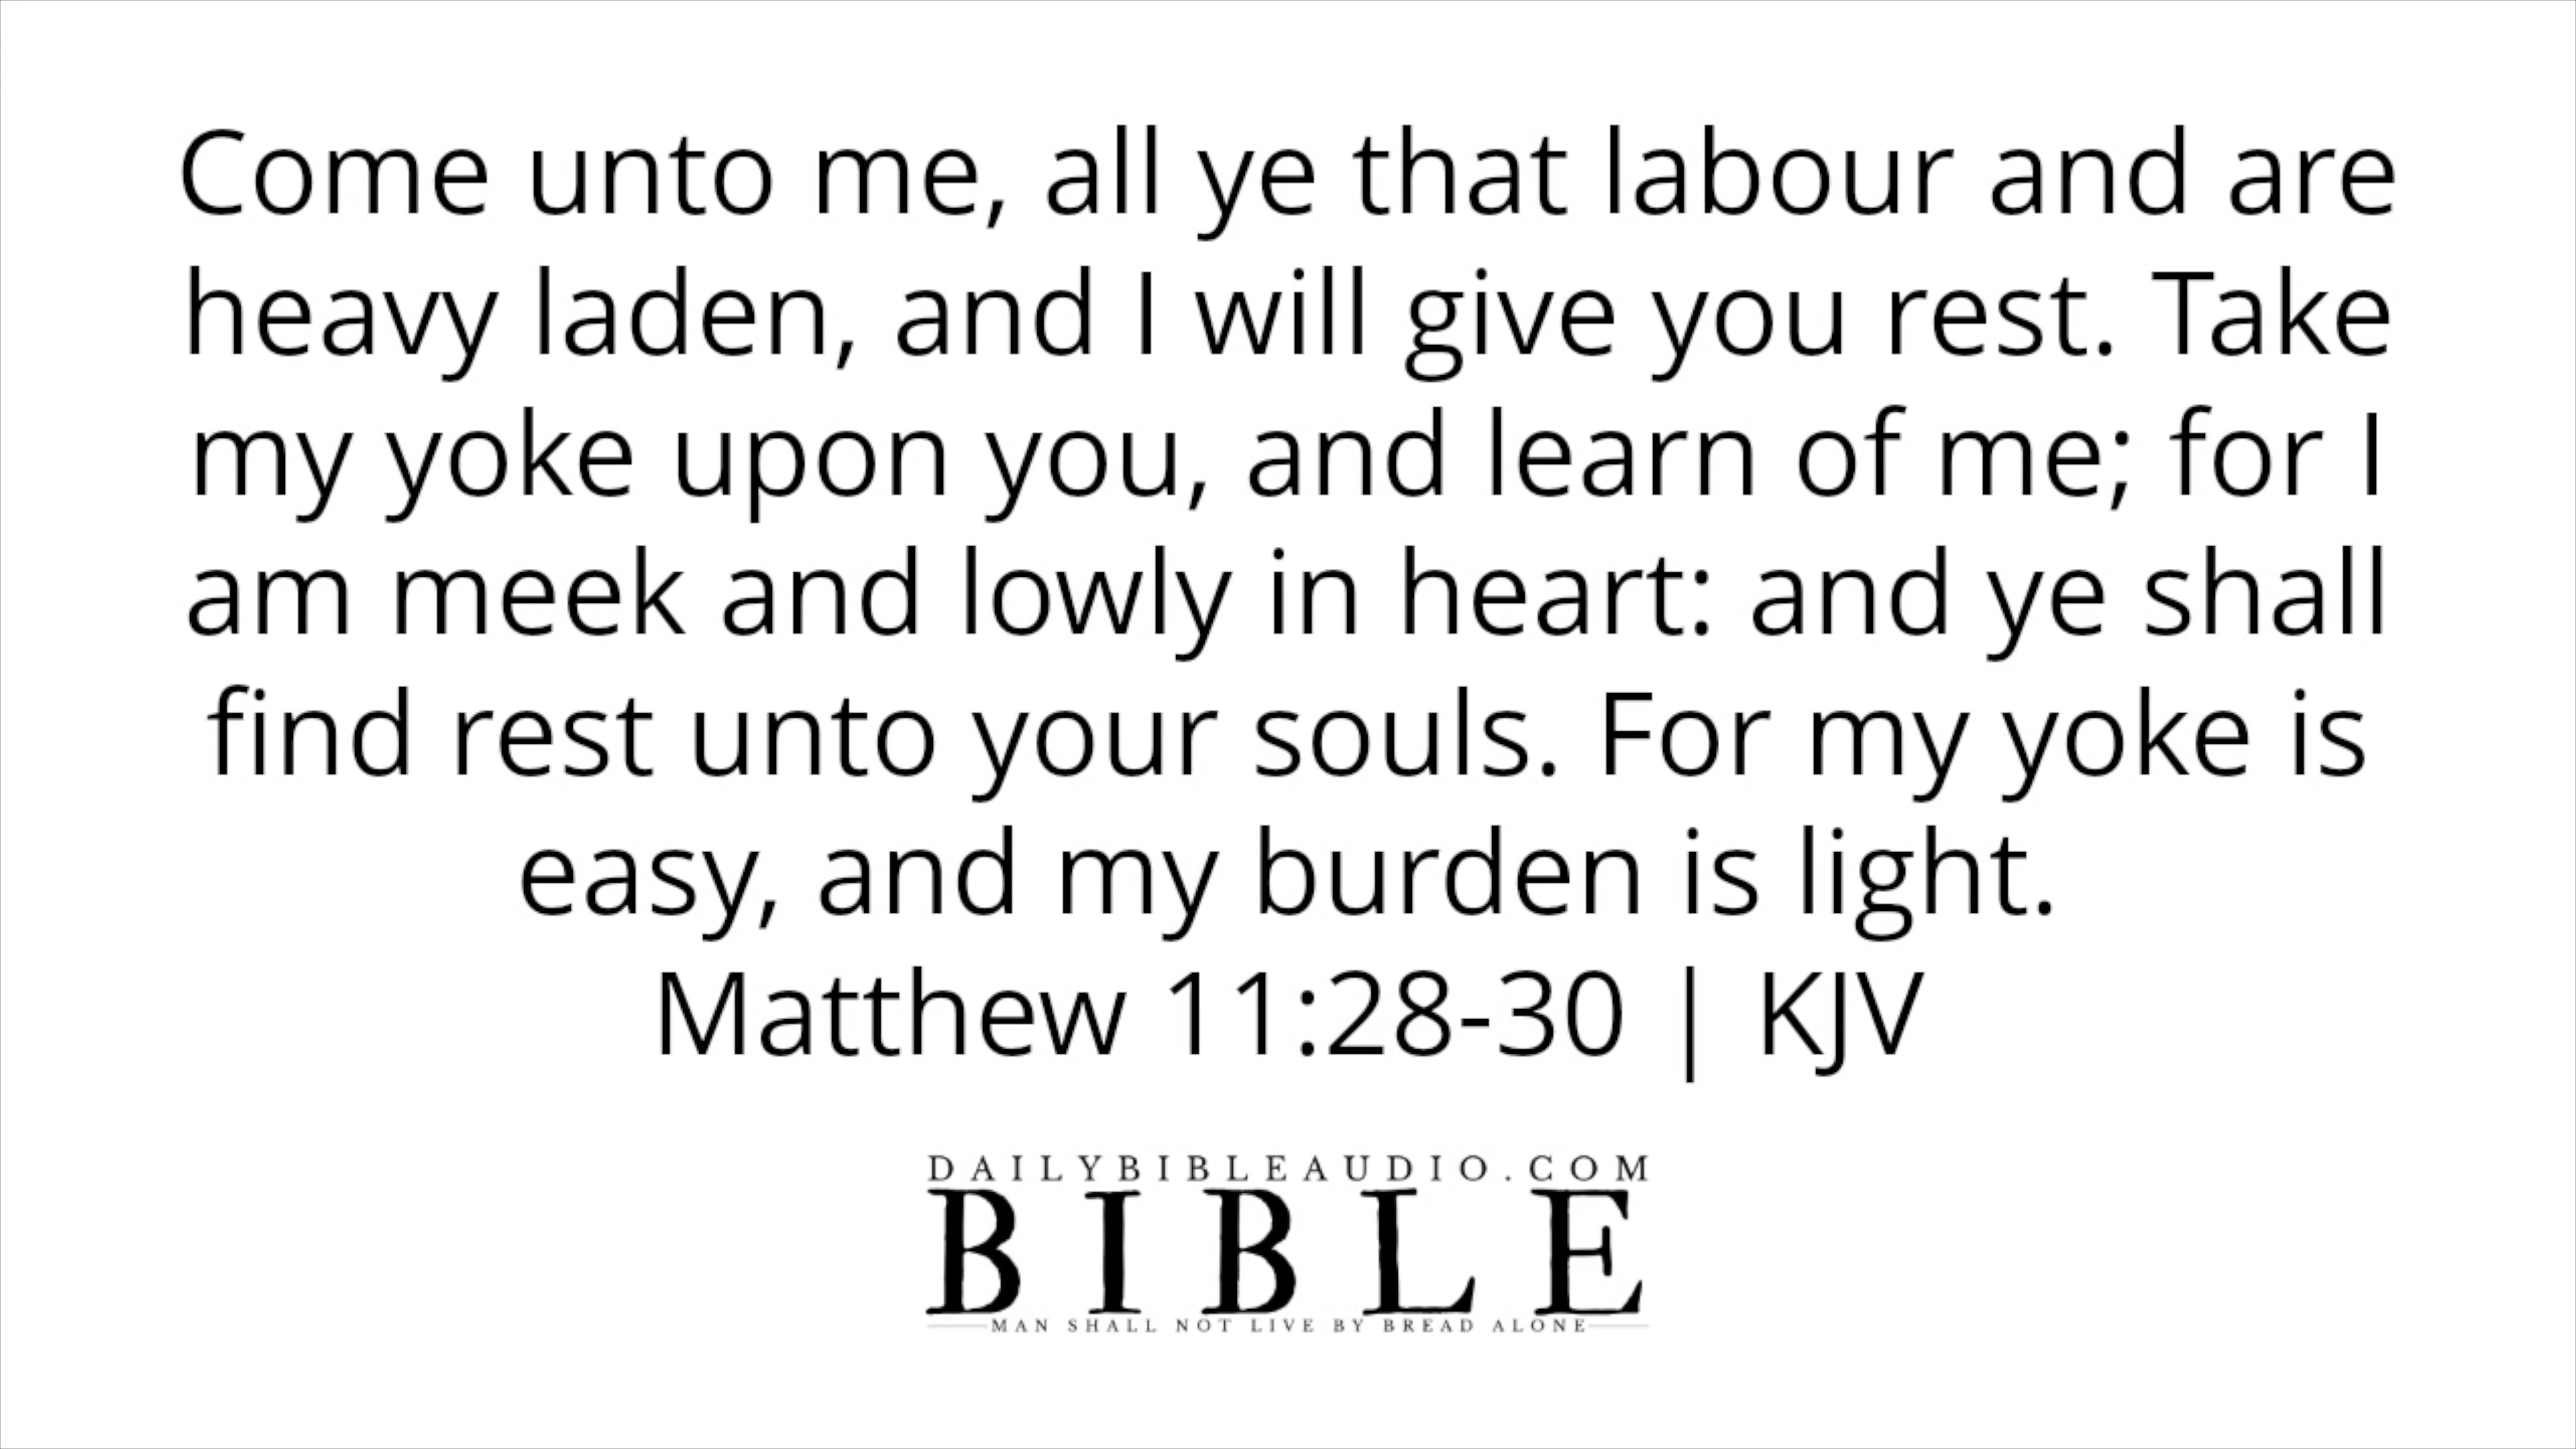 Come unto me, all ye that labour and are
heavy laden, and I will give you rest. Take
my yoke upon you, and learn of me; for I
am meek and lowly in heart: and ye shall
find rest unto your souls. For my yoke is
easy, and my burden is light.
Matthew 11:28-30 | KJV
DAILYBIBLEAUDIO.COM
BIBLE
MAN SHALL NOT LIVE BY BREAD ALONE